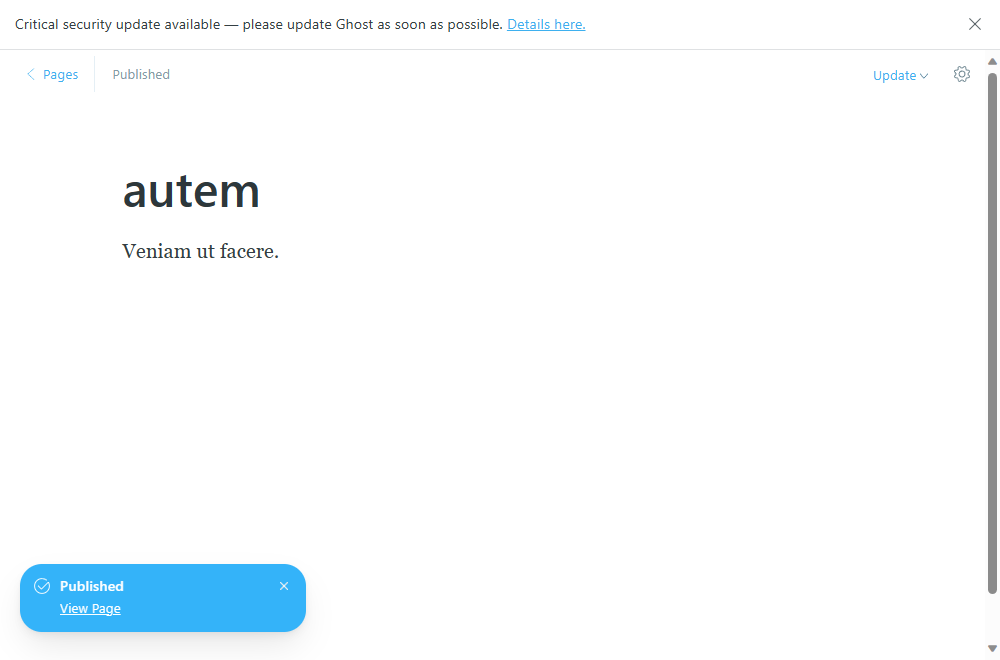 Critical security update available — please update Ghost as soon as possible. Details here.
Pages
Published
Update
autem
Veniam ut facere.
Published
View Page